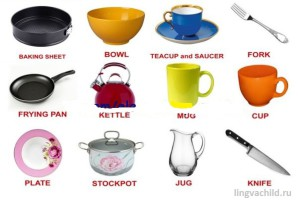 BAKING SHEET
BOWL
TEACUP and SAUCER
FORK
FRYING PAN
KETTLE
MUG
CUP
PLATE
STOCKPOT
JUG
KNIFE
lingvachild.ru